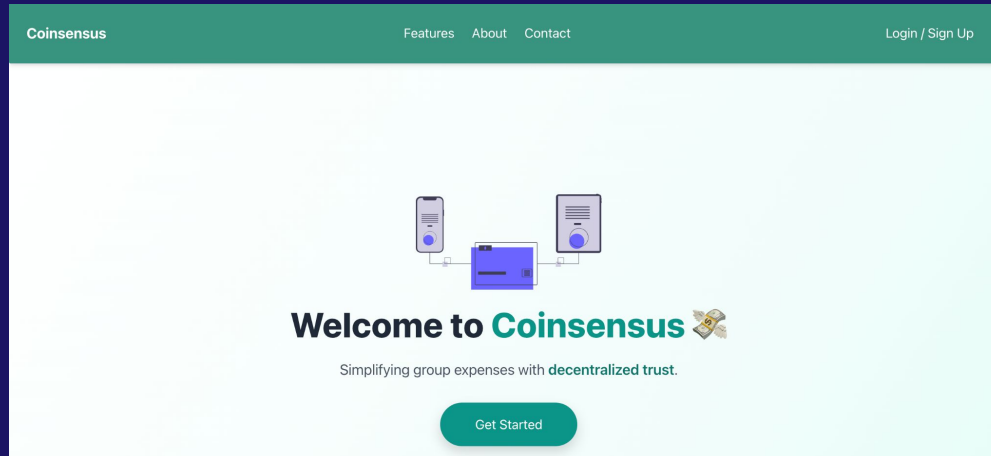 Coinsensus
Features About Contact
Login / Sign Up
Welcome to Coinsensus 💸
Simplifying group expenses with decentralized trust.
Get Started